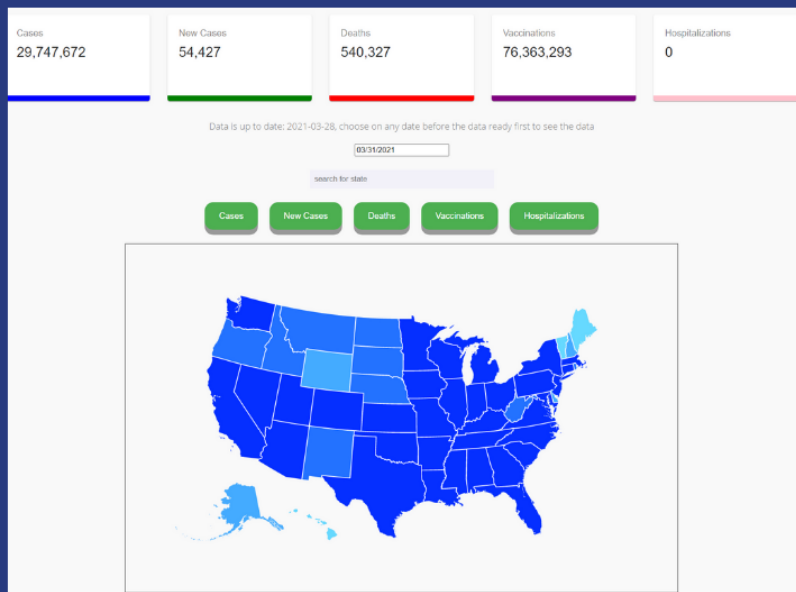 Cases
29,747,672
New Cases
54,427
Deaths
540,327
Vaccinations
76,363,293
Hospitalizations
0
Data is up to date: 2021-03-28, choose on any date before the data ready first to see the data
03/31/2021
search for state
Cases
New Cases
Deaths
Vaccinations
Hospitalizations